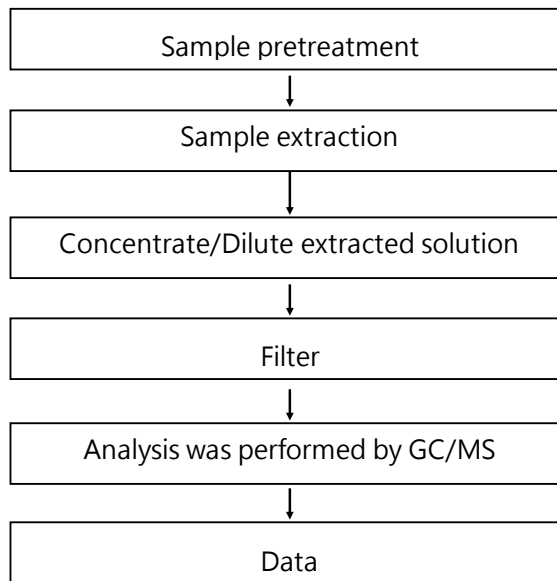 Sample pretreatment
Sample extraction
Concentrate/Dilute extracted solution
Filter
Analysis was performed by GC/MS
Data